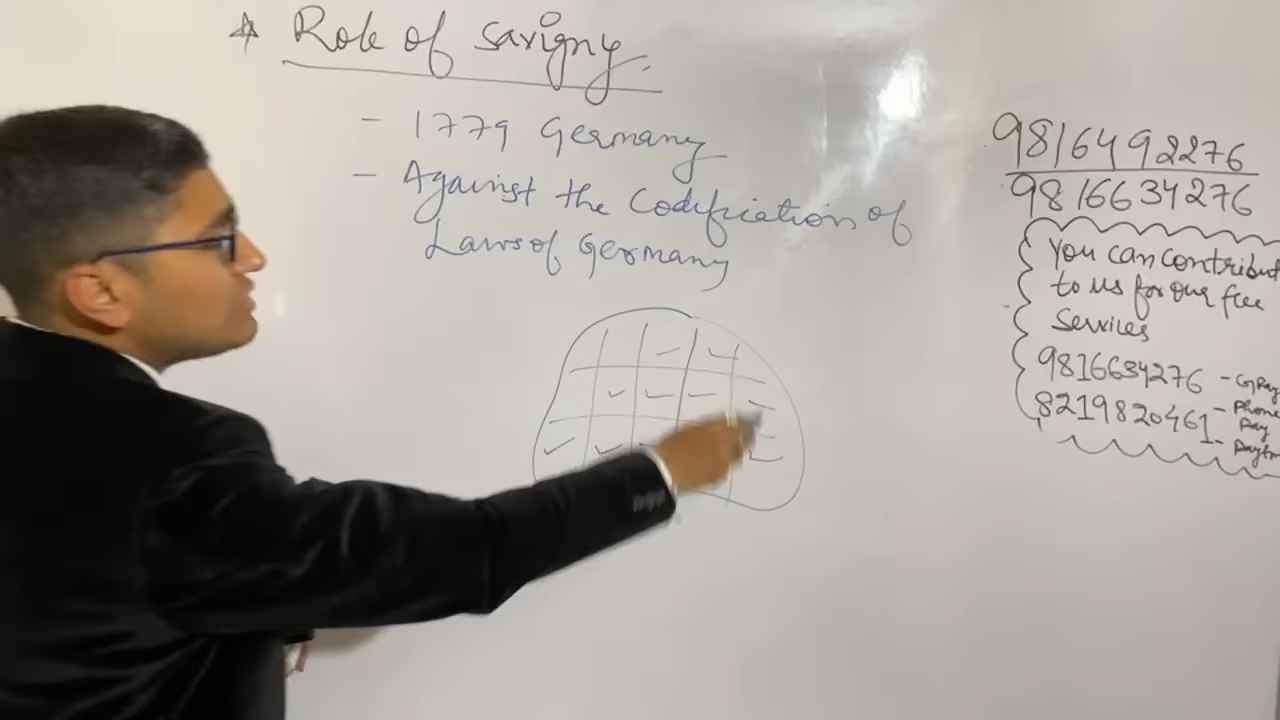 ☆ Role of Savigny.
- 1779 Germany
- Against the Codification of
Laws of Germany
9816492276
9816634276
You can contribut
to us for our free
Services
9816634276 - GPay
8219820461 - Phone
Pay
- Paytm